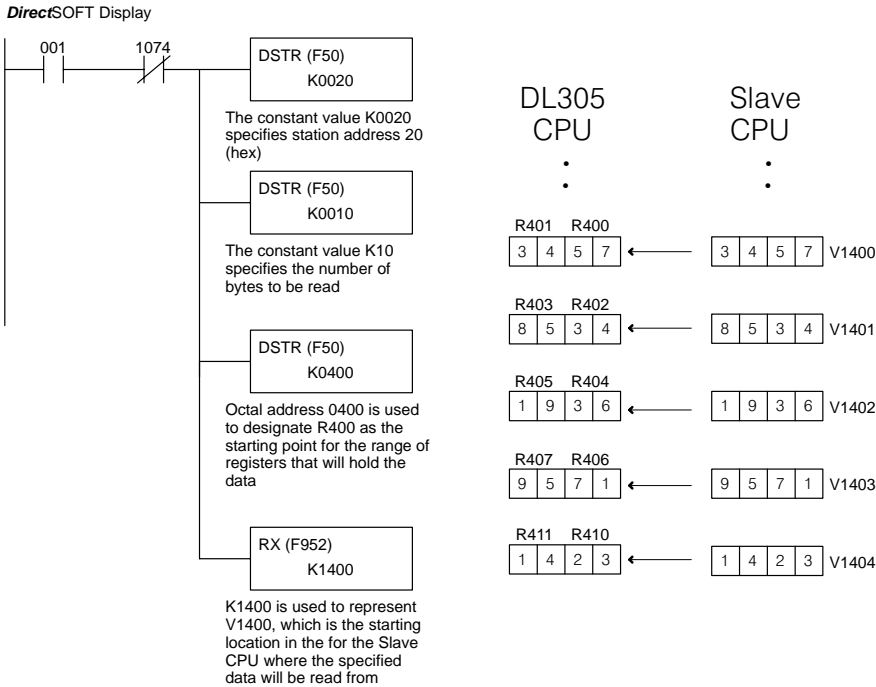 DirectSOFT Display
001 1074
DSTR (F50)
K0020
The constant value K0020
specifies station address 20
(hex)
DSTR (F50)
K0010
The constant value K10
specifies the number of
bytes to be read
DSTR (F50)
K0400
Octal address 0400 is used
to designate R400 as the
starting point for the range of
registers that will hold the
data
RX (F952)
K1400
K1400 is used to represent
V1400, which is the starting
location in the for the Slave
CPU where the specified
data will be read from
DL305
CPU
Slave
CPU
R401 R400
3 4 5 7 3 4 5 7 V1400
R403 R402
8 5 3 4 8 5 3 4 V1401
R405 R404
1 9 3 6 1 9 3 6 V1402
R407 R406
9 5 7 1 9 5 7 1 V1403
R411 R410
1 4 2 3 1 4 2 3 V1404